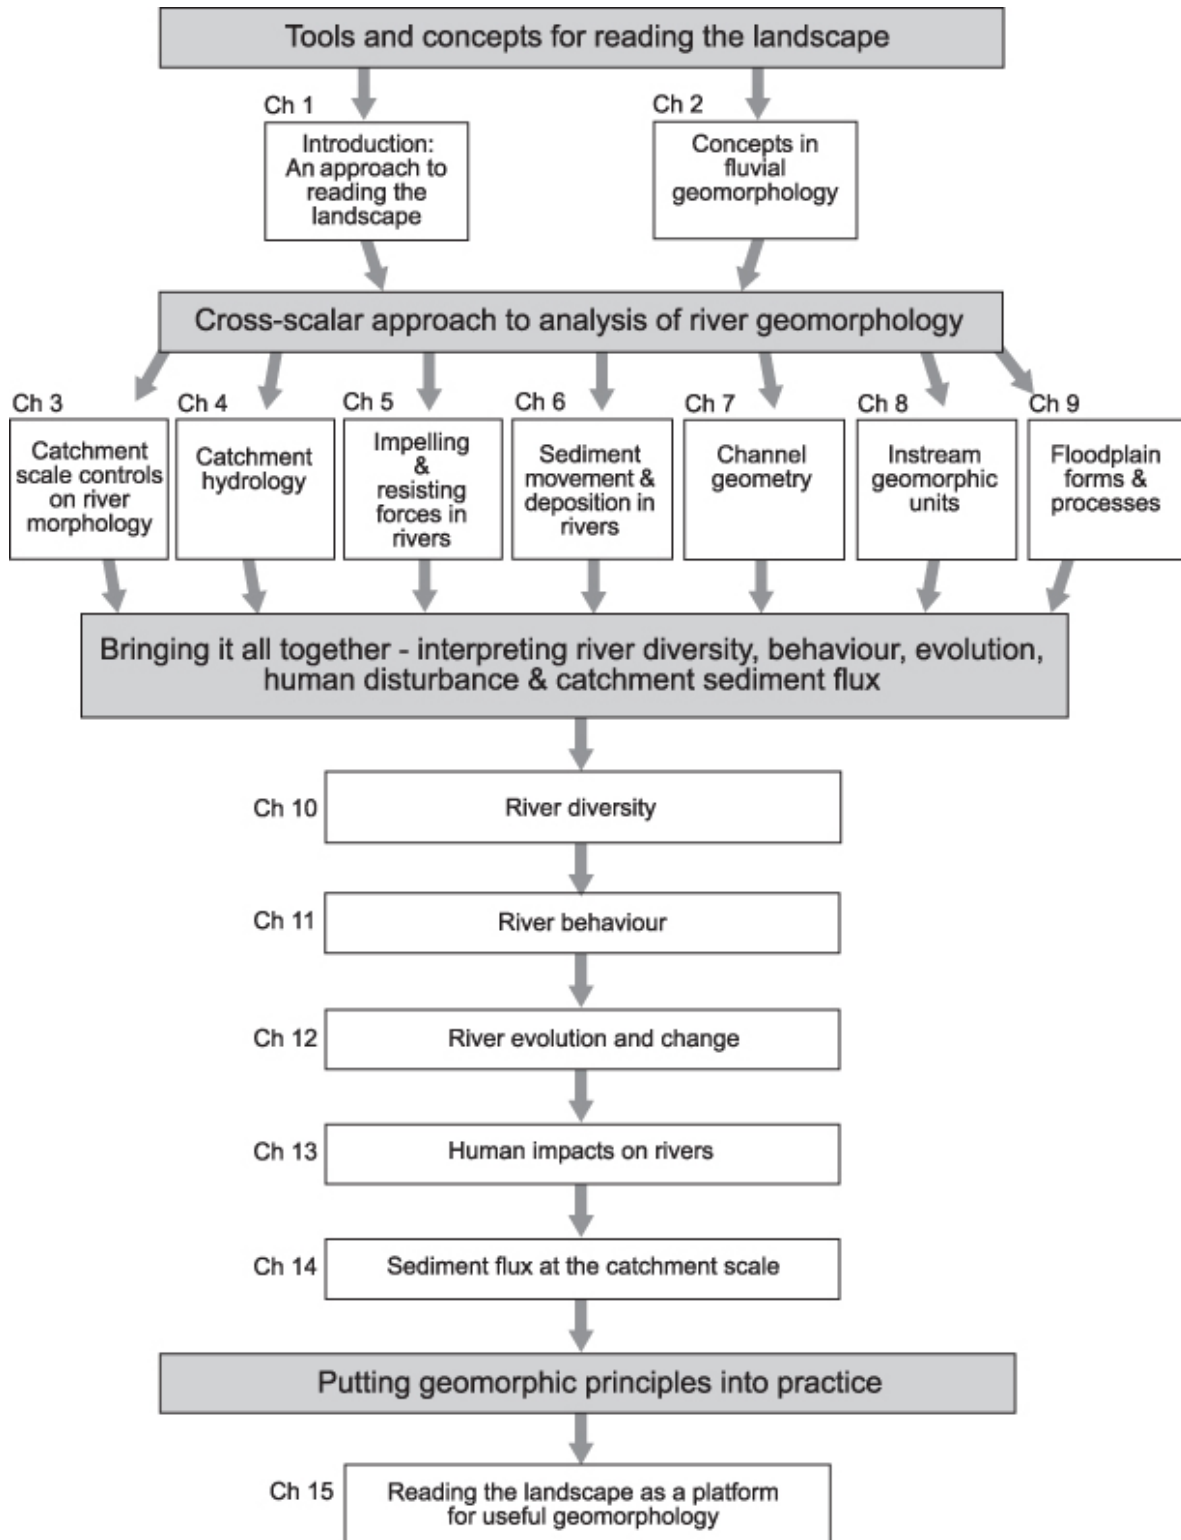 Tools and concepts for reading the landscape
Ch 1
Introduction:
An approach to
reading the
landscape
Ch 2
Concepts in
fluvial
geomorphology
Cross-scalar approach to analysis of river geomorphology
Ch 3
Catchment
scale controls
on river
morphology
Ch 4
Catchment
hydrology
Ch 5
Impelling
&
resisting
forces in
rivers
Ch 6
Sediment
movement &
deposition in
rivers
Ch 7
Channel
geometry
Ch 8
Instream
geomorphic
units
Ch 9
Floodplain
forms &
processes
Bringing it all together - interpreting river diversity, behaviour, evolution,
human disturbance & catchment sediment flux
Ch 10
River diversity
Ch 11
River behaviour
Ch 12
River evolution and change
Ch 13
Human impacts on rivers
Ch 14
Sediment flux at the catchment scale
Putting geomorphic principles into practice
Ch 15
Reading the landscape as a platform
for useful geomorphology